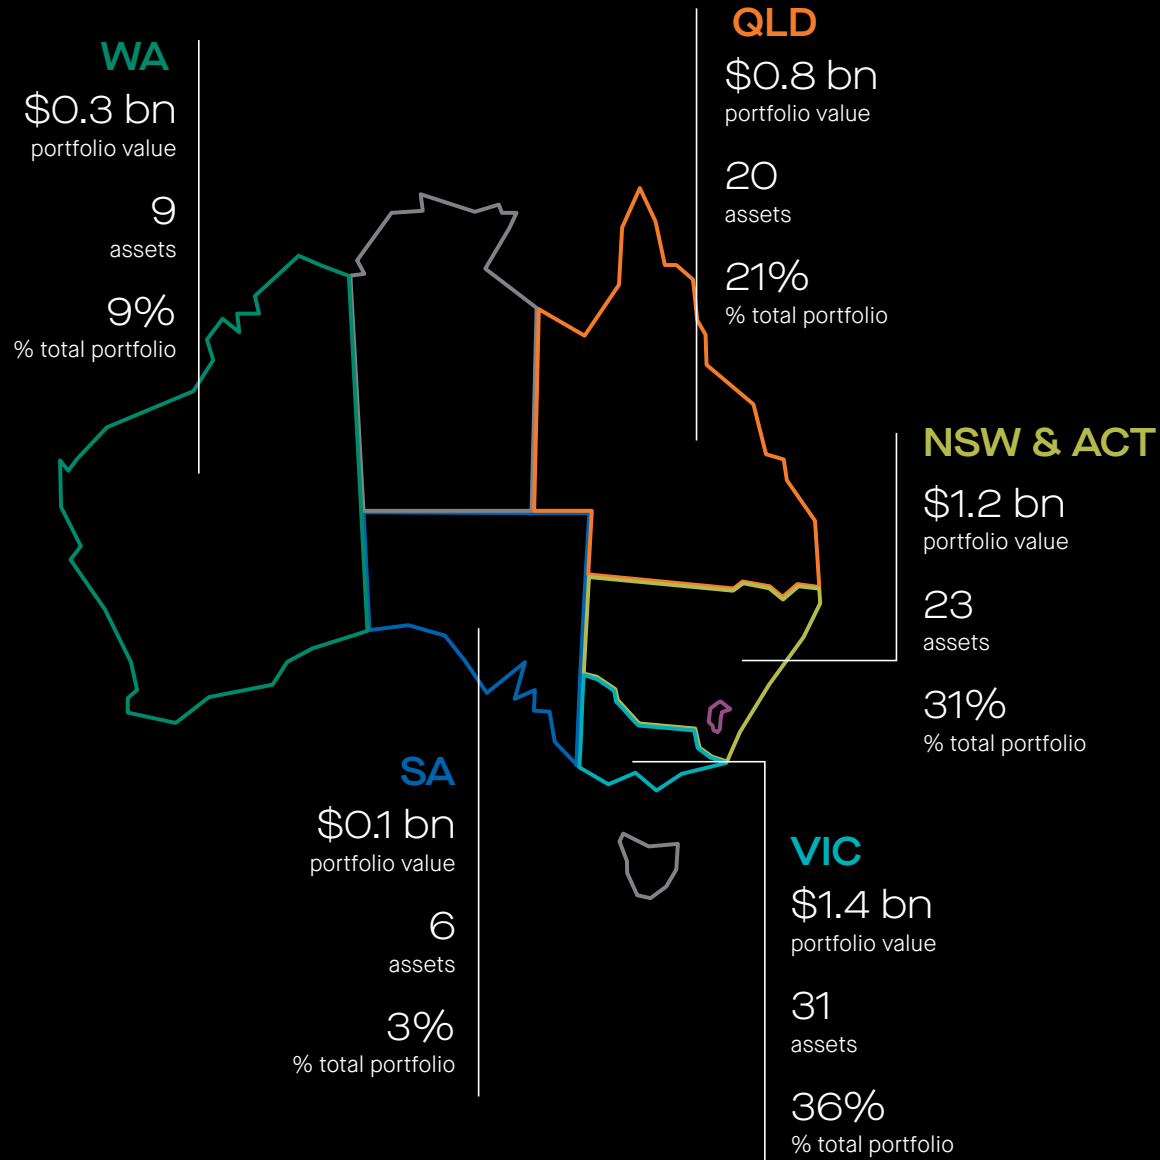 WA
$0.3 bn
portfolio value
9
assets
9%
% total portfolio
QLD
$0.8 bn
portfolio value
20
assets
21%
% total portfolio
NSW & ACT
$1.2 bn
portfolio value
23
assets
31%
% total portfolio
SA
$0.1 bn
portfolio value
6
assets
3%
% total portfolio
VIC
$1.4 bn
portfolio value
31
assets
36%
% total portfolio